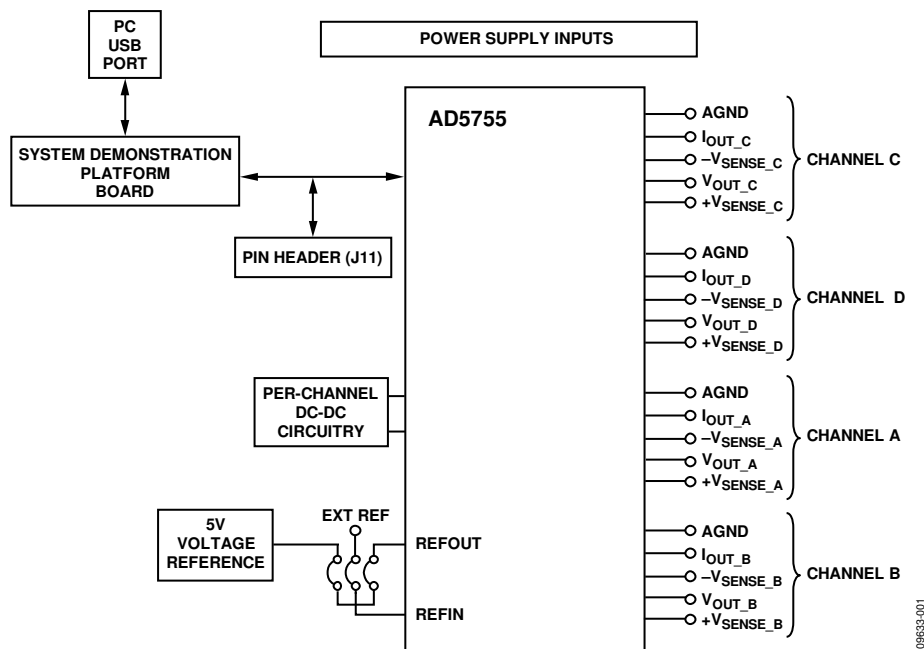 PC
USB
PORT
POWER SUPPLY INPUTS
SYSTEM DEMONSTRATION
PLATFORM
BOARD
PIN HEADER (J11)
PER-CHANNEL
DC-DC
CIRCUITRY
5V
VOLTAGE
REFERENCE
EXT REF
AD5755
REFOUT
REFIN
AGND
IOUT_C
–VSENSE_C
VOUT_C
+VSENSE_C
CHANNEL C
AGND
IOUT_D
–VSENSE_D
VOUT_D
+VSENSE_D
CHANNEL D
AGND
IOUT_A
–VSENSE_A
VOUT_A
+VSENSE_A
CHANNEL A
AGND
IOUT_B
–VSENSE_B
VOUT_B
+VSENSE_B
CHANNEL B
09633-001